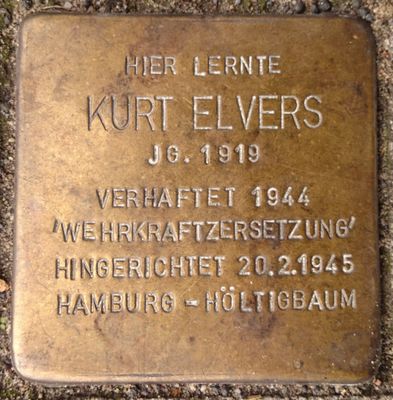 HIER LERNTE
KURT ELVERS
JG. 1919
VERHAFTET 1944
'WEHRKRAFTZERSETZUNG'
HINGERICHTET 20.2.1945
HAMBURG – HÖLTIGBAUM